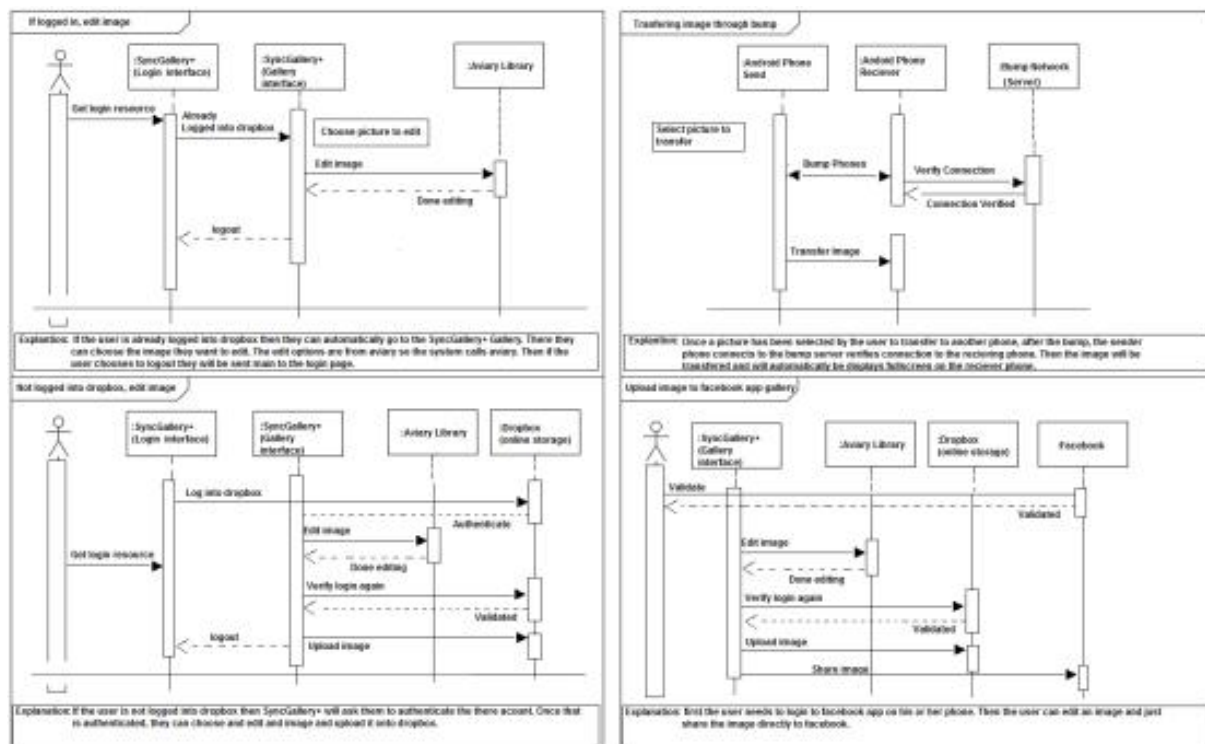 If logged in, edit image
:SyncGallery+
(Login interface)
:SyncGallery+
(Gallery
interface)
:Aviary Library
Get login resource
Already
Logged into dropbox
Choose picture to edit
Edit image
Done editing
logout
Explantion: If the user is already logged into dropbox then they can automatically go to the SyncGallery+ Gallery. There they
can choose the image they want to edit. The edit options are from aviary so the system calls aviary. Then if the
user chooses to logout they will be sent main to the login page.
Transfering image through bump
:Android Phone
Send
:Andoid Phone
Reciever
:Bump Network
(Server)
Select picture to
transfer
Bump Phones
Verify Connection
Connection Verified
Transfer image
Explantion: Once a picture has been selected by the user to transfer to another phone, after the bump, the sender
phone connects to the bump server verifies connection to the recieving phone. Then the image will be
transfered and will automatically be displays fullscreen on the reciever phone.
Not logged into dropbox, edit image
:SyncGallery+
(Login interface)
:SyncGallery+
(Gallery
interface)
:Aviary Library
:Dropbox
(online storage)
Log into dropbox
Authenticate
Edit image
Get login resource
Done editing
Verify login again
Validated
logout
Upload image
Explanation: If the user is not logged into dropbox then SyncGallery+ will ask them to authenticate the there acount. Once that
is authenticated, they can choose and edit and image and upload it onto dropbox.
Upload image to facebook app gallery
:SyncGallery+
(Gallery
interface)
:Aviary Library
:Dropbox
(online storage)
:Facebook
Validate
Validated
Edit image
Done editing
Verify login again
Validated
Upload image
Share image
Explanation: first the user needs to login to facebook app on his or her phone. Then the user can edit an image and just
share the image directly to facebook.